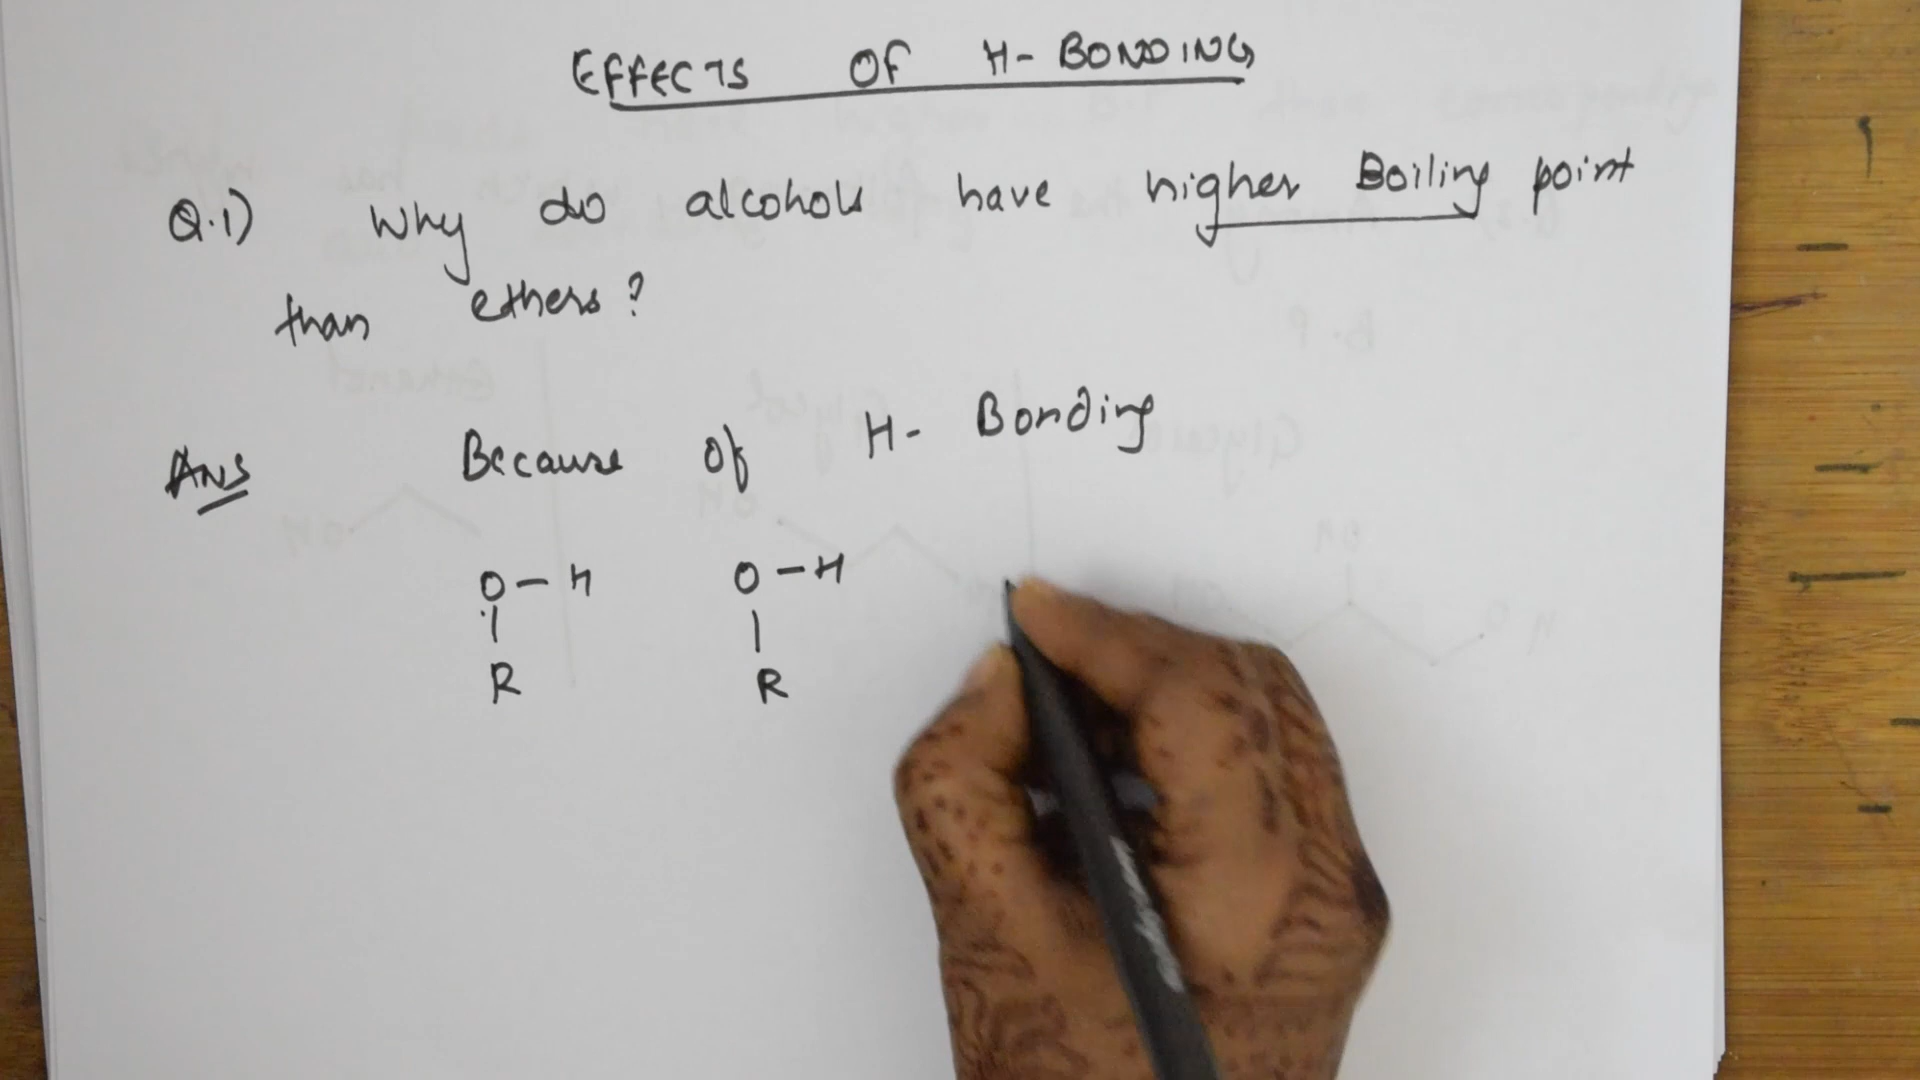 EFFECTS OF H-BONDING
Q.1) Why do alcohols have higher Boiling point
than ethers?
Ans Because of H-Bonding
O-H O-H
R R